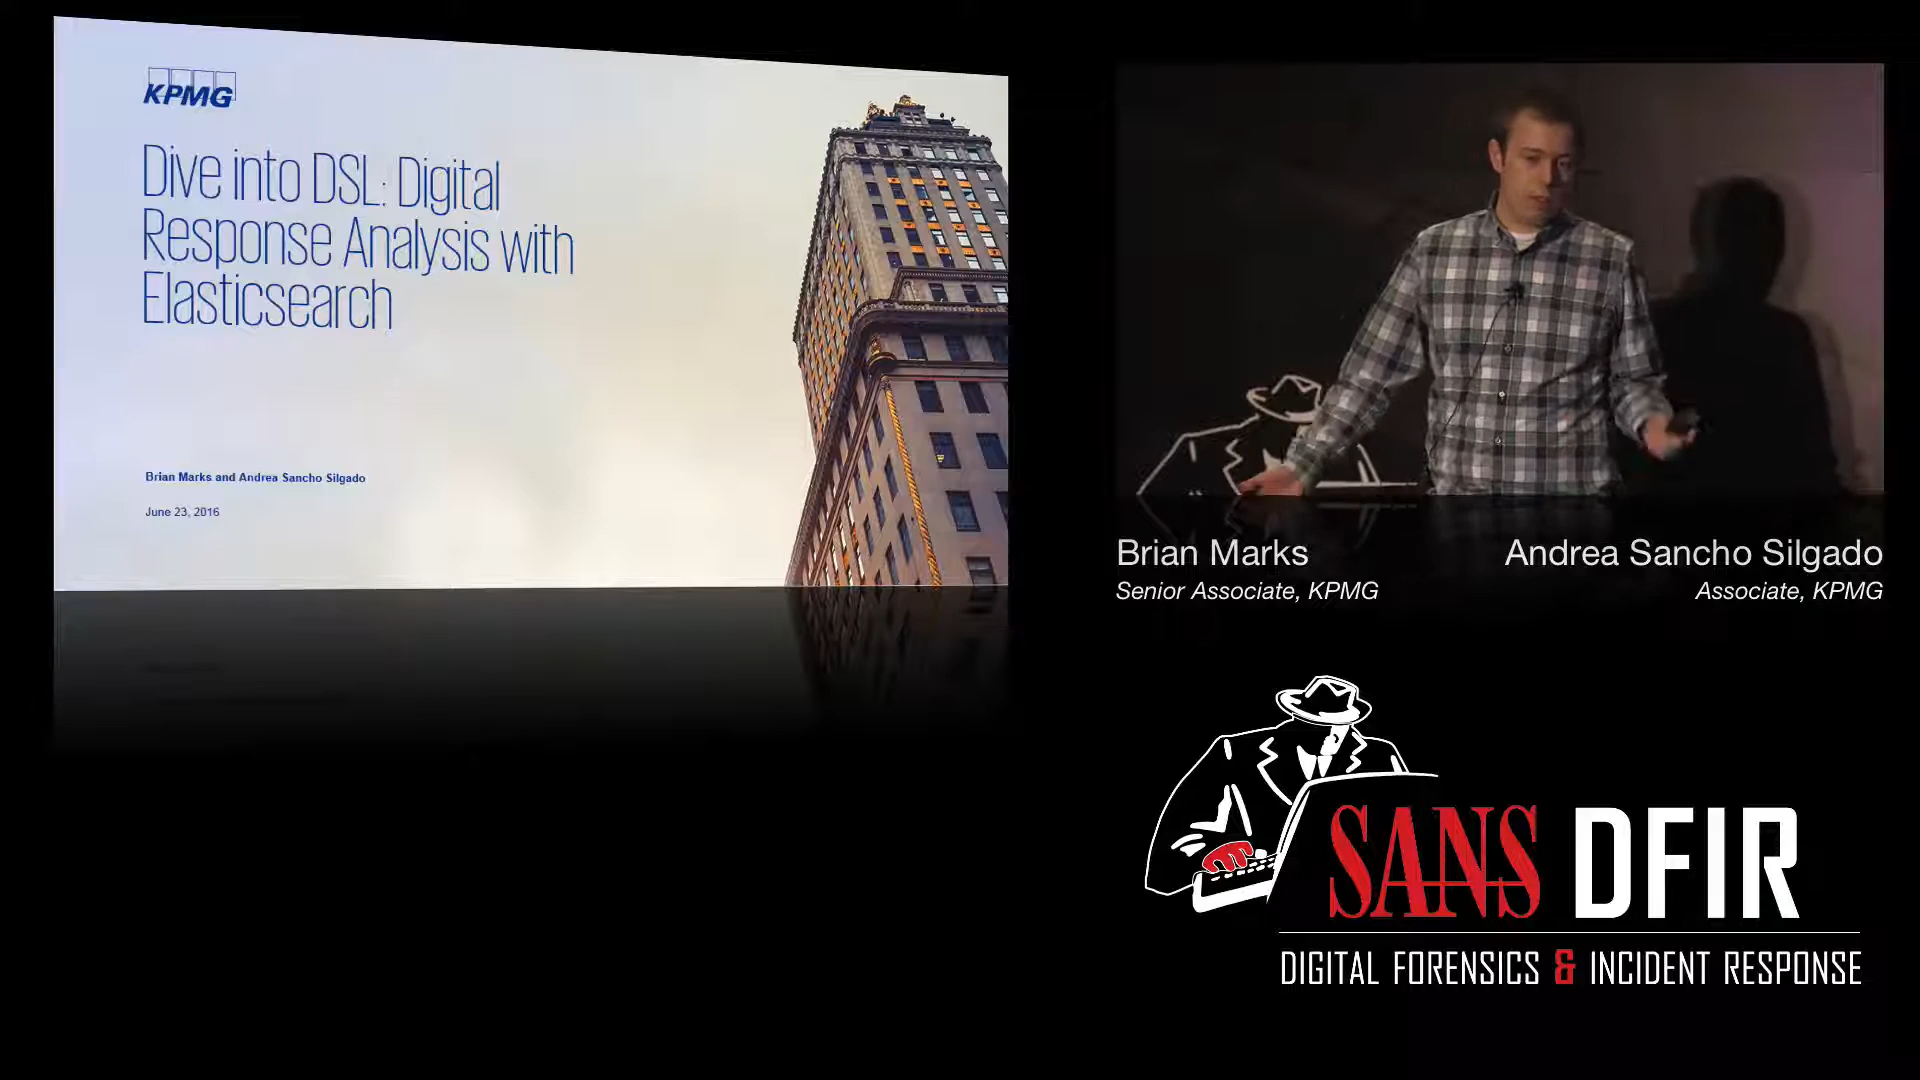 KPMG
Dive into DSL: Digital
Response Analysis with
Elasticsearch
Brian Marks and Andrea Sancho Silgado
June 23, 2016
Brian Marks
Senior Associate, KPMG
Andrea Sancho Silgado
Associate, KPMG
SANS DFIR
DIGITAL FORENSICS & INCIDENT RESPONSE